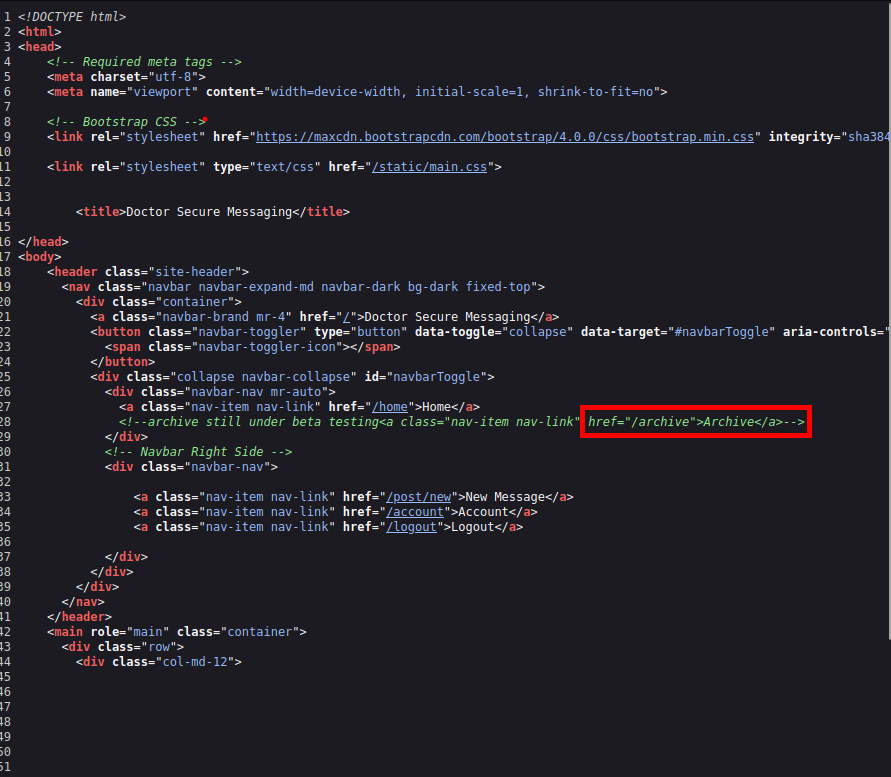 1 <!DOCTYPE html>
2 <html>
3 <head>
4 <!-- Required meta tags -->
5 <meta charset="utf-8">
6 <meta name="viewport" content="width=device-width, initial-scale=1, shrink-to-fit=no">
7
8 <!-- Bootstrap CSS -->
9 <link rel="stylesheet" href="https://maxcdn.bootstrapcdn.com/bootstrap/4.0.0/css/bootstrap.min.css" integrity="sha384
10
11 <link rel="stylesheet" type="text/css" href="/static/main.css">
12
13
14 <title>Doctor Secure Messaging</title>
15
16 </head>
17 <body>
18 <header class="site-header">
19 <nav class="navbar navbar-expand-md navbar-dark bg-dark fixed-top">
20 <div class="container">
21 <a class="navbar-brand mr-4" href="/">Doctor Secure Messaging</a>
22 <button class="navbar-toggler" type="button" data-toggle="collapse" data-target="#navbarToggle" aria-controls="
23 <span class="navbar-toggler-icon"></span>
24 </button>
25 <div class="collapse navbar-collapse" id="navbarToggle">
26 <div class="navbar-nav mr-auto">
27 <a class="nav-item nav-link" href="/home">Home</a>
28 <!--archive still under beta testing<a class="nav-item nav-link" href="/archive">Archive</a>-->
29 </div>
30 <!-- Navbar Right Side -->
31 <div class="navbar-nav">
32
33 <a class="nav-item nav-link" href="/post/new">New Message</a>
34 <a class="nav-item nav-link" href="/account">Account</a>
35 <a class="nav-item nav-link" href="/logout">Logout</a>
36
37 </div>
38 </div>
39 </div>
40 </nav>
41 </header>
42 <main role="main" class="container">
43 <div class="row">
44 <div class="col-md-12">
45
46
47
48
49
50
51